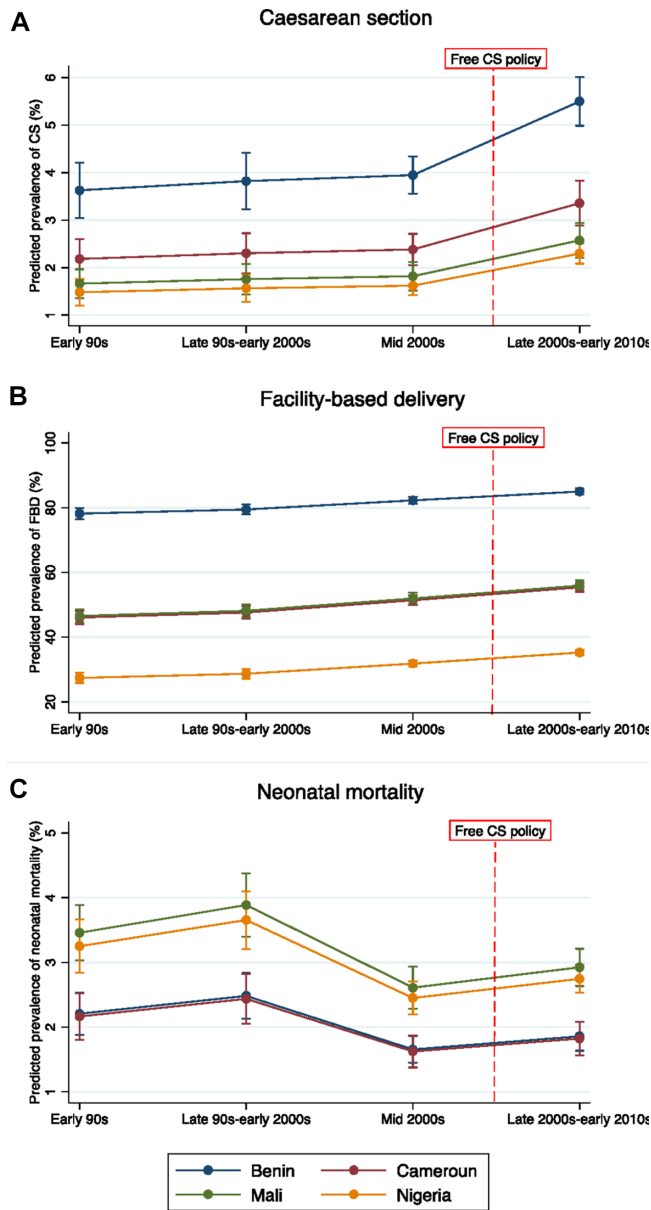 A
Caesarean section
Free CS policy
Predicted prevalence of CS (%)
6
5
4
3
2
1
Early 90s Late 90s-early 2000s Mid 2000s Late 2000s-early 2010s
B
Facility-based delivery
Free CS policy
Predicted prevalence of FBD (%)
100
80
60
40
20
Early 90s Late 90s-early 2000s Mid 2000s Late 2000s-early 2010s
C
Neonatal mortality
Free CS policy
Predicted prevalence of neonatal mortality (%)
5
4
3
2
1
Early 90s Late 90s-early 2000s Mid 2000s Late 2000s-early 2010s
Benin Cameroun
Mali Nigeria